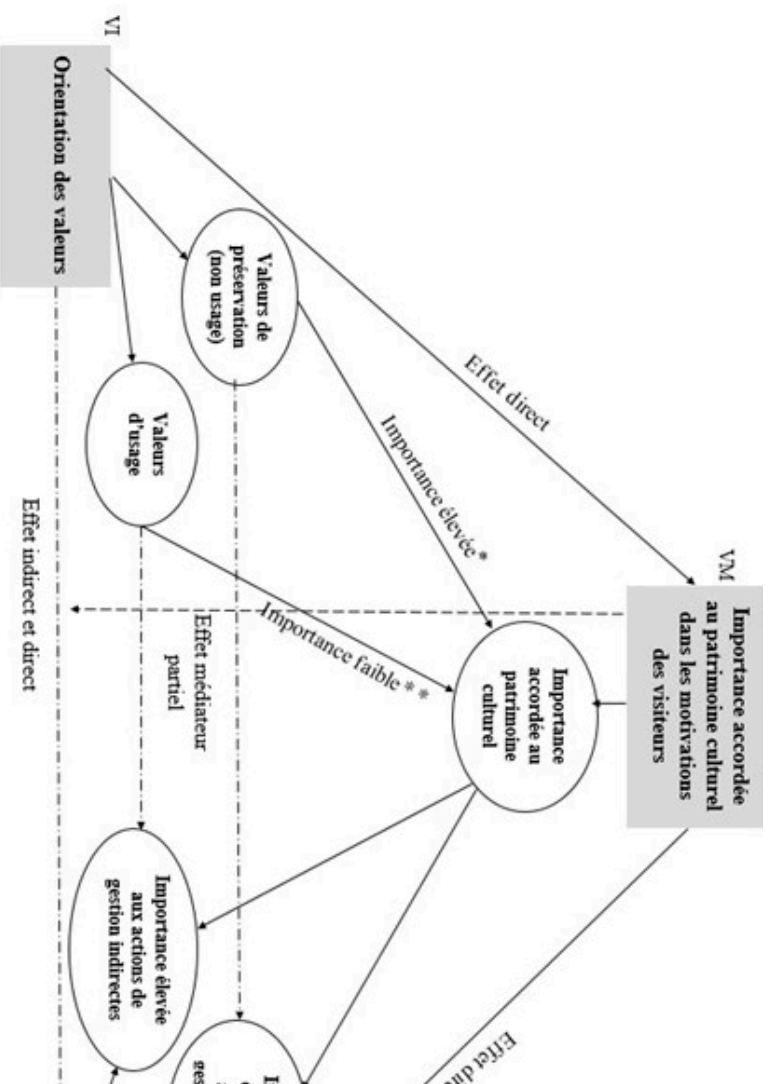 VI
Orientation des valeurs
Valeurs de
préservation
(non usage)
Valeurs
d'usage
Effet direct
Importance élevée *
Importance faible * *
VM
Importance accordée
au patrimoine culturel
dans les motivations
des visiteurs
Importance
accordée au
patrimoine
culturel
Effet médiateur
partiel
Effet indirect et direct
Importance élevée
aux actions de
gestion indirectes
Effet